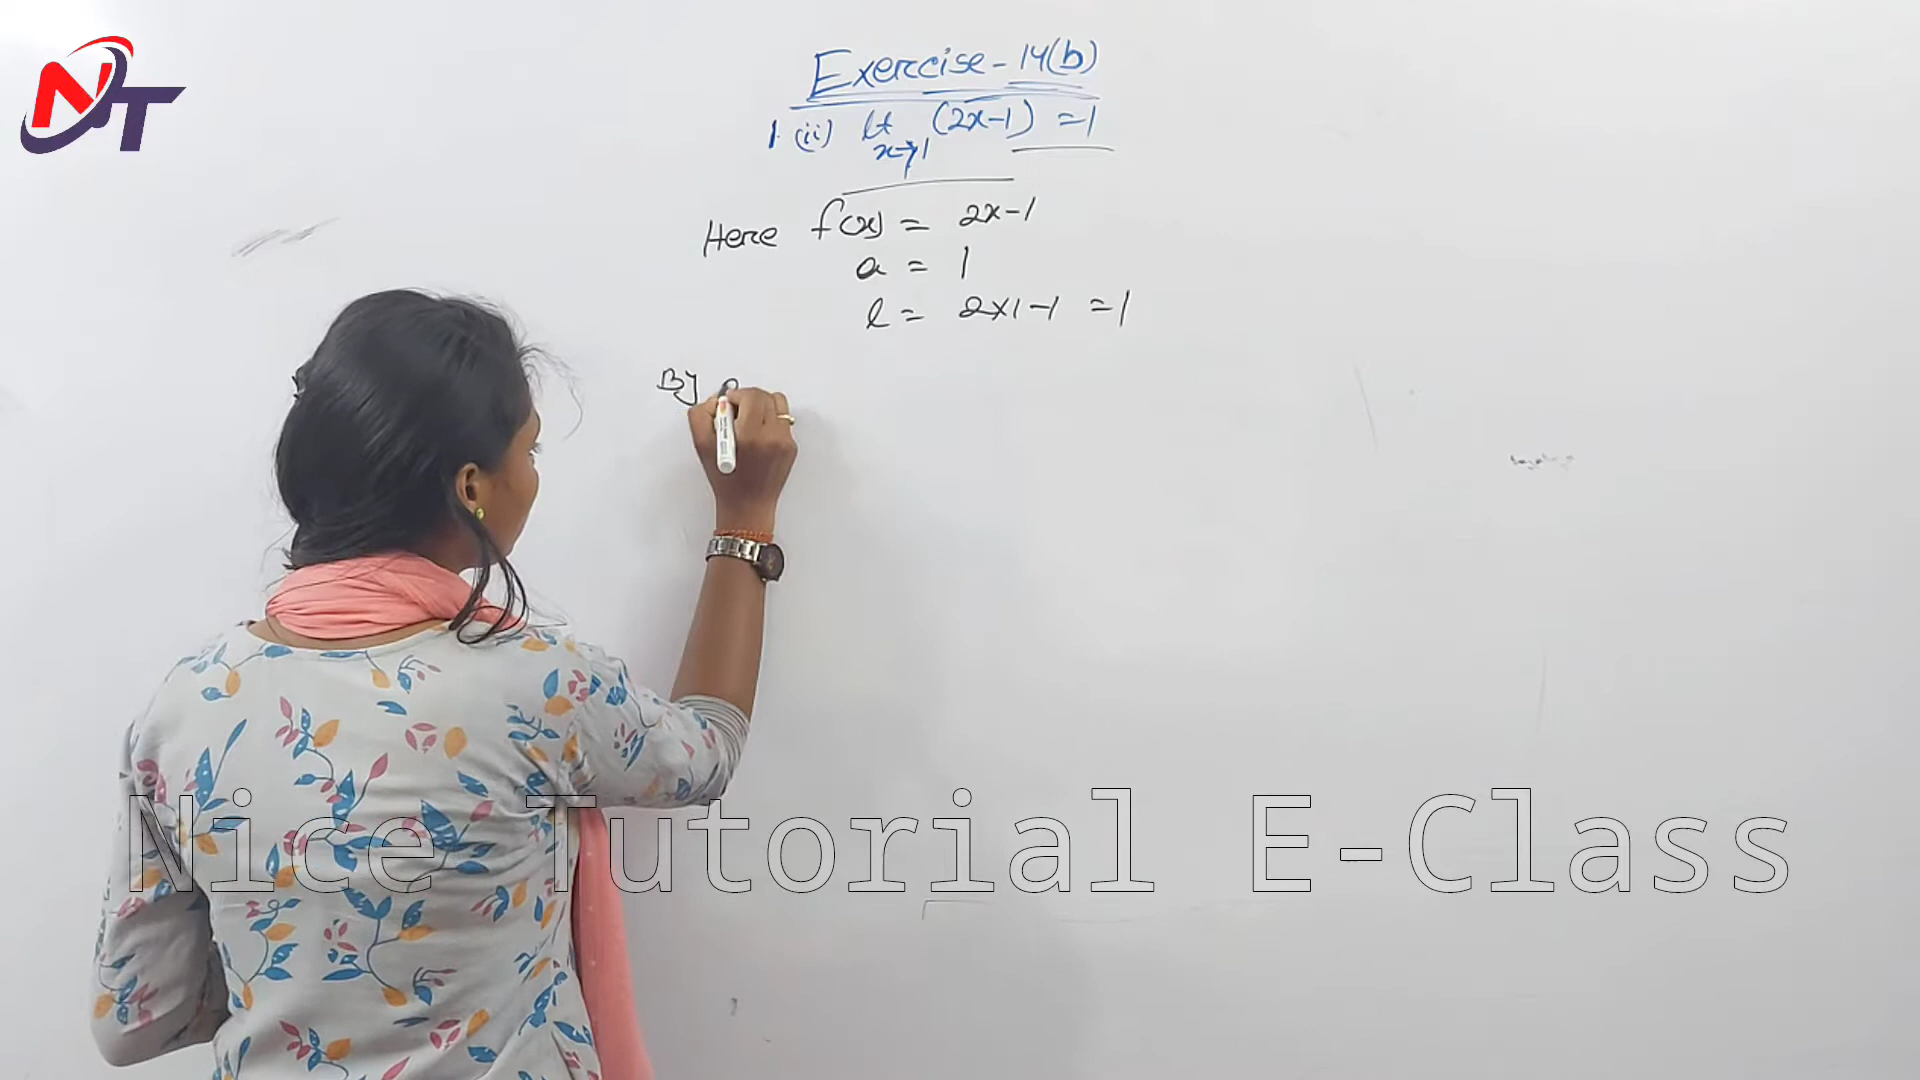 NT
Exercise - 14(b)
1. (ii) lt (2x-1) = 1
x→1
Here f(x) = 2x-1
a = 1
l = 2×1-1 = 1
By
Nice Tutorial E-Class